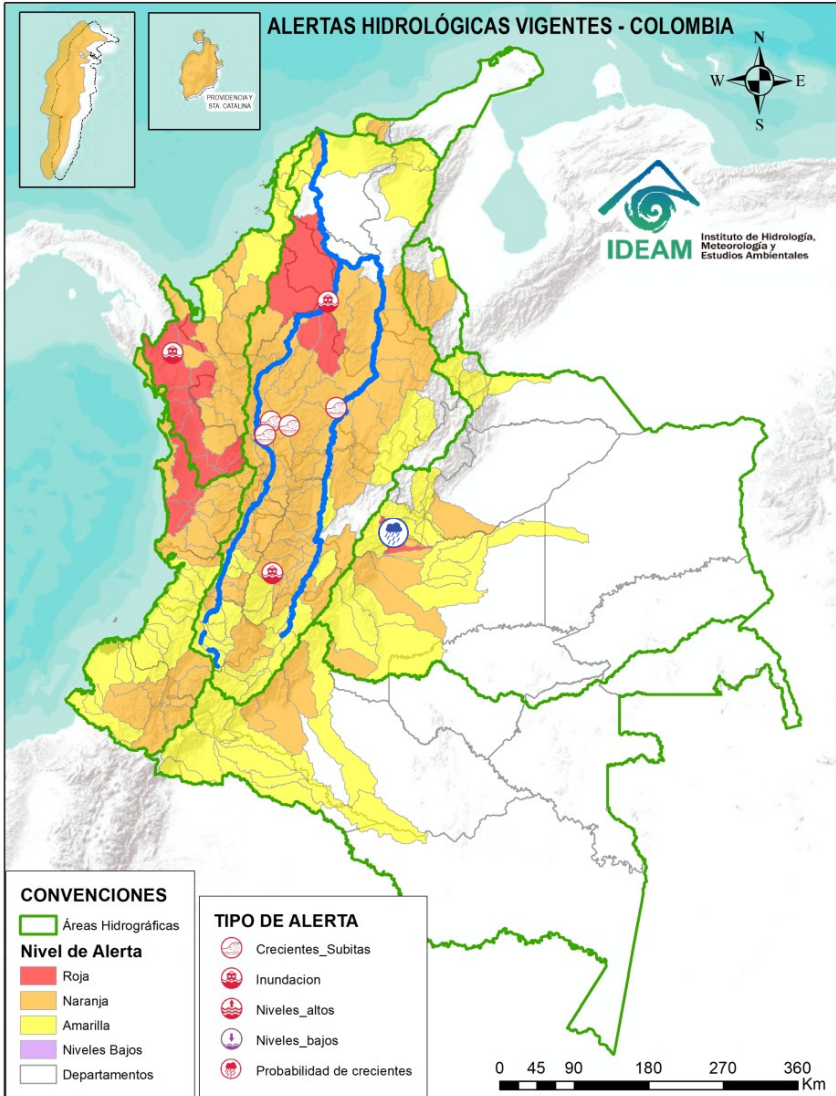 ALERTAS HIDROLÓGICAS VIGENTES - COLOMBIA
PROVIDENCIA Y
STA. CATALINA
N
W
E
S
IDEAM
Instituto de Hidrología,
Meteorología y
Estudios Ambientales
CONVENCIONES
Áreas Hidrográficas
Nivel de Alerta
Roja
Naranja
Amarilla
Niveles Bajos
Departamentos
TIPO DE ALERTA
Crecientes_Subitas
Inundacion
Niveles_altos
Niveles_bajos
Probabilidad de crecientes
0 45 90 180 270 360
Km